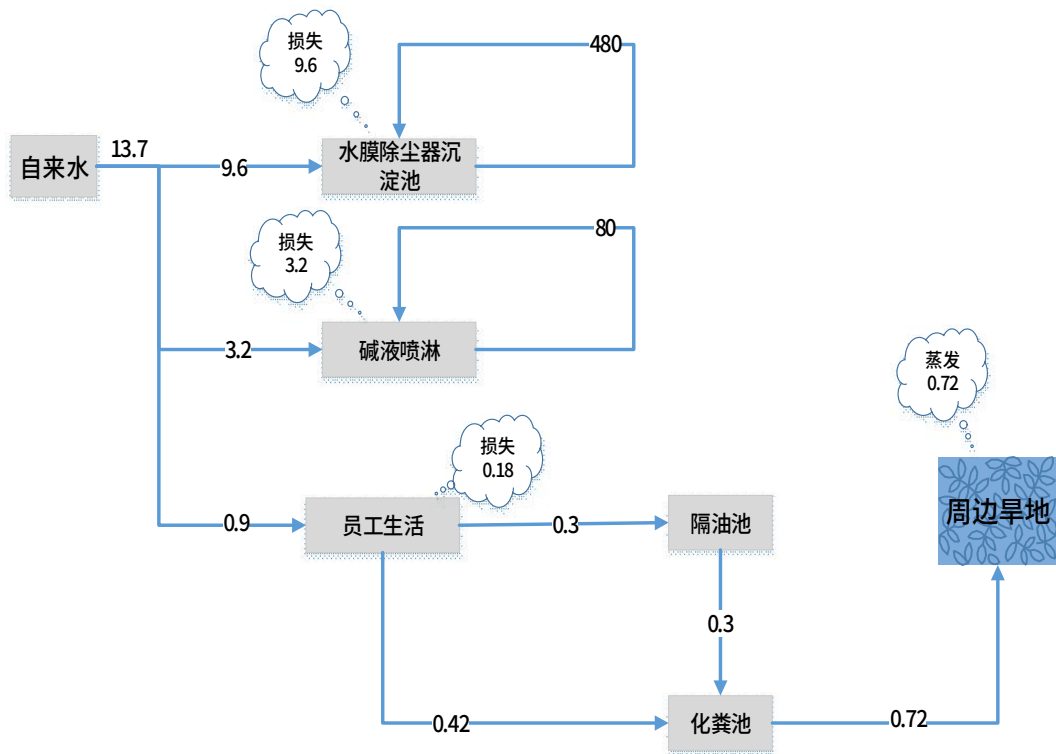 损失
9.6
480
自来水
13.7
9.6
水膜除尘器沉
淀池
损失
3.2
80
3.2
碱液喷淋
蒸发
0.72
损失
0.18
0.9
员工生活
0.3
隔油池
周边旱地
0.3
0.42
化粪池
0.72